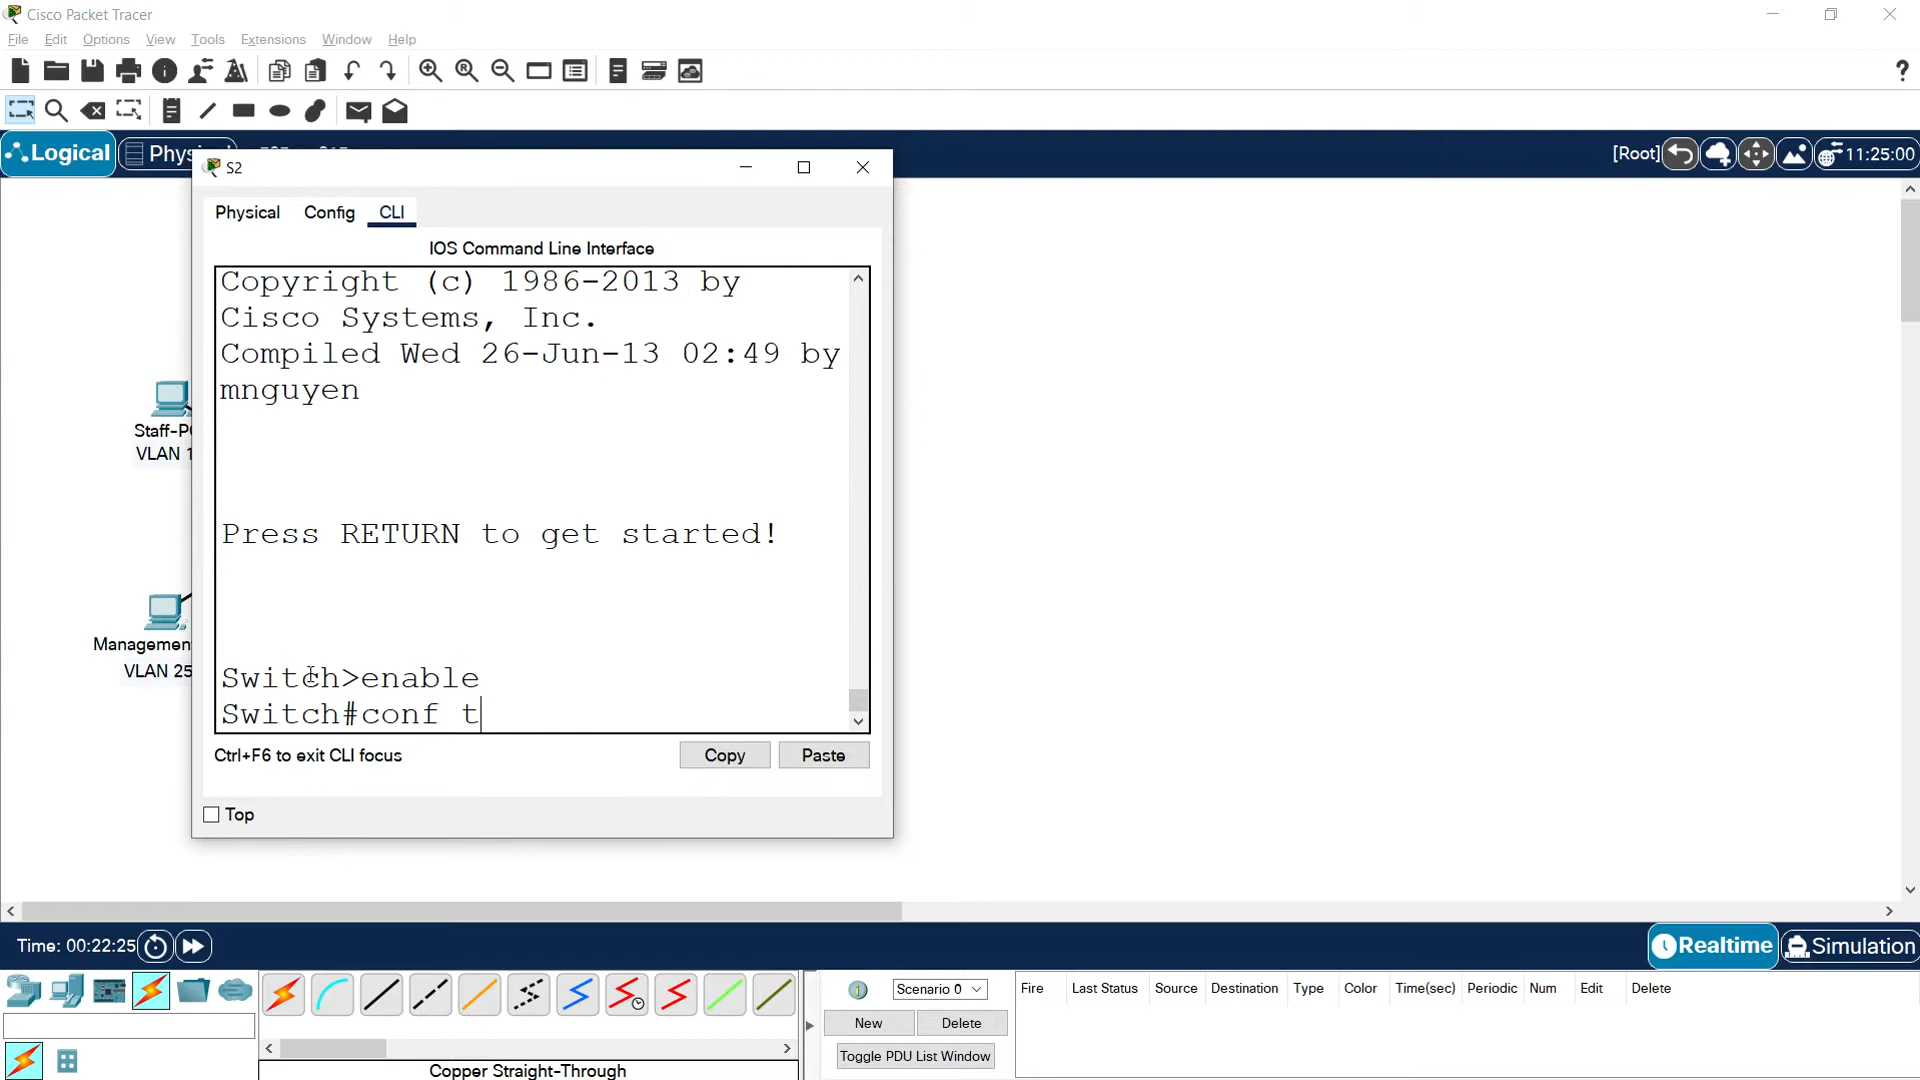 Cisco Packet Tracer
File Edit Options View Tools Extensions Window Help
?
Logical
Phys
[Root]
11:25:00
S2
Physical Config CLI
IOS Command Line Interface
Copyright (c) 1986-2013 by
Cisco Systems, Inc.
Compiled Wed 26-Jun-13 02:49 by
mnguyen
Press RETURN to get started!
Switch>enable
Switch#conf t
Ctrl+F6 to exit CLI focus
Copy Paste
Top
Staff-P
VLAN 1
Managemen
VLAN 25
Time: 00:22:25
Realtime
Simulation
Scenario 0
New Delete
Toggle PDU List Window
Fire Last Status Source Destination Type Color Time(sec) Periodic Num Edit Delete
Copper Straight-Through